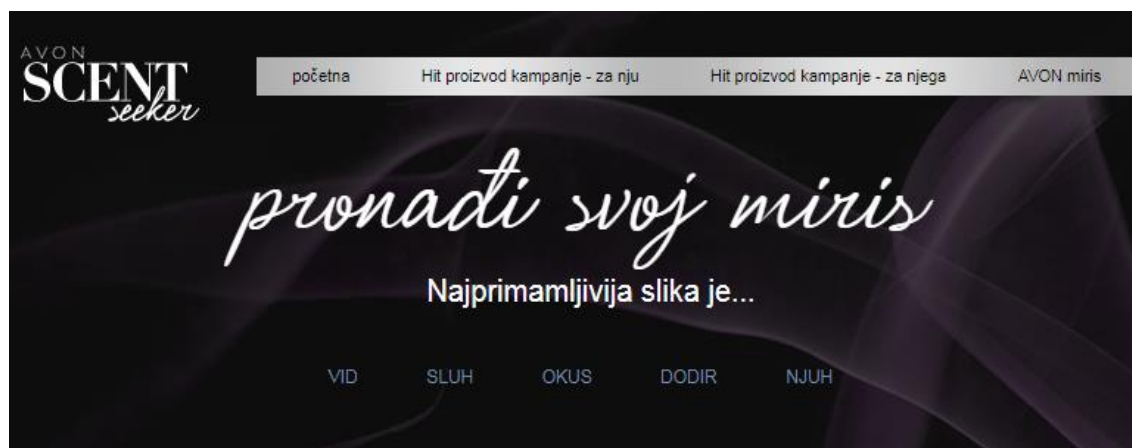 AVON
SCENT
seeker
početna Hit proizvod kampanje - za nju Hit proizvod kampanje - za njega AVON miris
pronađi svoj miris
Najprimamljivija slika je...
VID SLUH OKUS DODIR NJUH